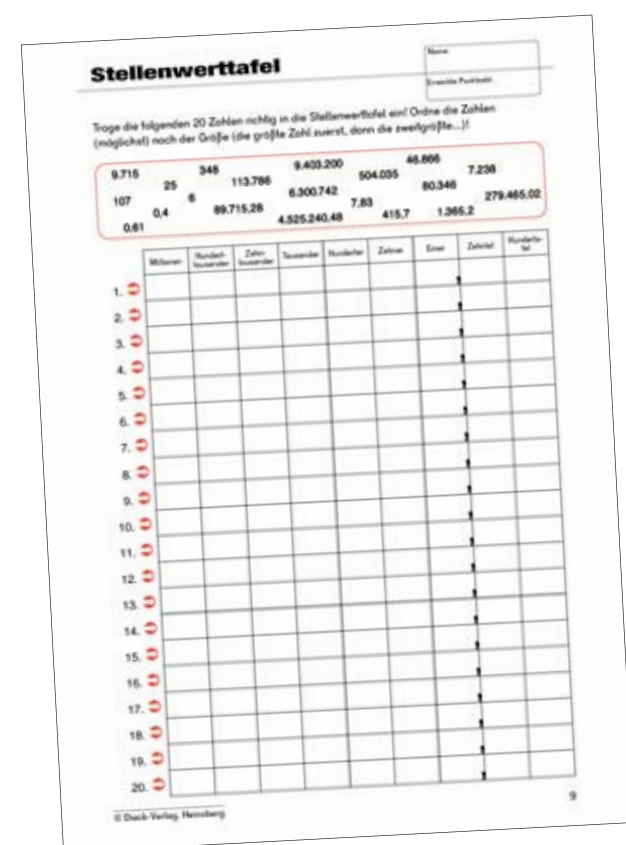 Stellenwerttafel
Name:
Erreichte Punktzahl:
Trage die folgenden 20 Zahlen richtig in die Stellenwerttafel ein! Ordne die Zahlen
(möglichst) nach der Größe (die größte Zahl zuerst, dann die zweitgrößte...)!
9.715 348 9.403.200 46.866
25 113.786 504.035 7.238
107 6 6.300.742 80.346
0,4 89.715,28 7,83 279.465,02
0,61 4.525.240,48 415,7 1.365,2
Millionen Hundert-tausender Zehn-tausender Tausender Hunderter Zehner Einer Zehntel Hunderts-tel
1. ,
2. ,
3. ,
4. ,
5. ,
6. ,
7. ,
8. ,
9. ,
10. ,
11. ,
12. ,
13. ,
14. ,
15. ,
16. ,
17. ,
18. ,
19. ,
20. ,
© Dieck-Verlag, Heinsberg
9